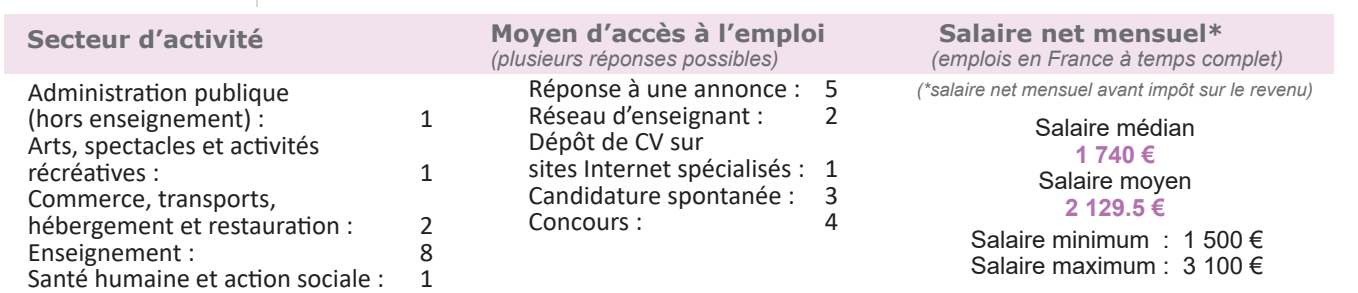 Secteur d’activité
Administration publique
(hors enseignement) : 1
Arts, spectacles et activités
récréatives : 1
Commerce, transports,
hébergement et restauration : 2
Enseignement : 8
Santé humaine et action sociale : 1
Moyen d’accès à l’emploi
(plusieurs réponses possibles)
Réponse à une annonce : 5
Réseau d’enseignant : 2
Dépôt de CV sur
sites Internet spécialisés : 1
Candidature spontanée : 3
Concours : 4
Salaire net mensuel*
(emplois en France à temps complet)
(*salaire net mensuel avant impôt sur le revenu)
Salaire médian
1 740 €
Salaire moyen
2 129.5 €
Salaire minimum : 1 500 €
Salaire maximum : 3 100 €